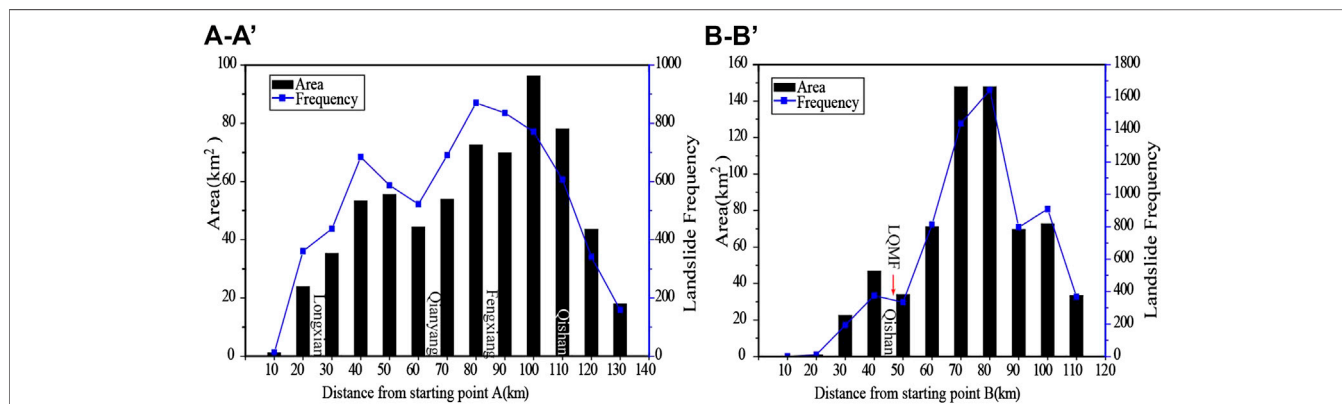 A-A’
Area
Frequency
Area(km2)
100
80
60
40
20
0
Longxian
Qianyang
Fengxiang
Qishan
1000
800
600
400
200
0
Landslide Frequency
10 20 30 40 50 60 70 80 90 100 110 120 130 140
Distance from starting point A(km)
B-B’
Area
Frequency
Area(km2)
160
140
120
100
80
60
40
20
0
LQMF
Qishan
1800
1600
1400
1200
1000
800
600
400
200
0
Landslide Frequency
10 20 30 40 50 60 70 80 90 100 110 120
Distance from starting point B(km)